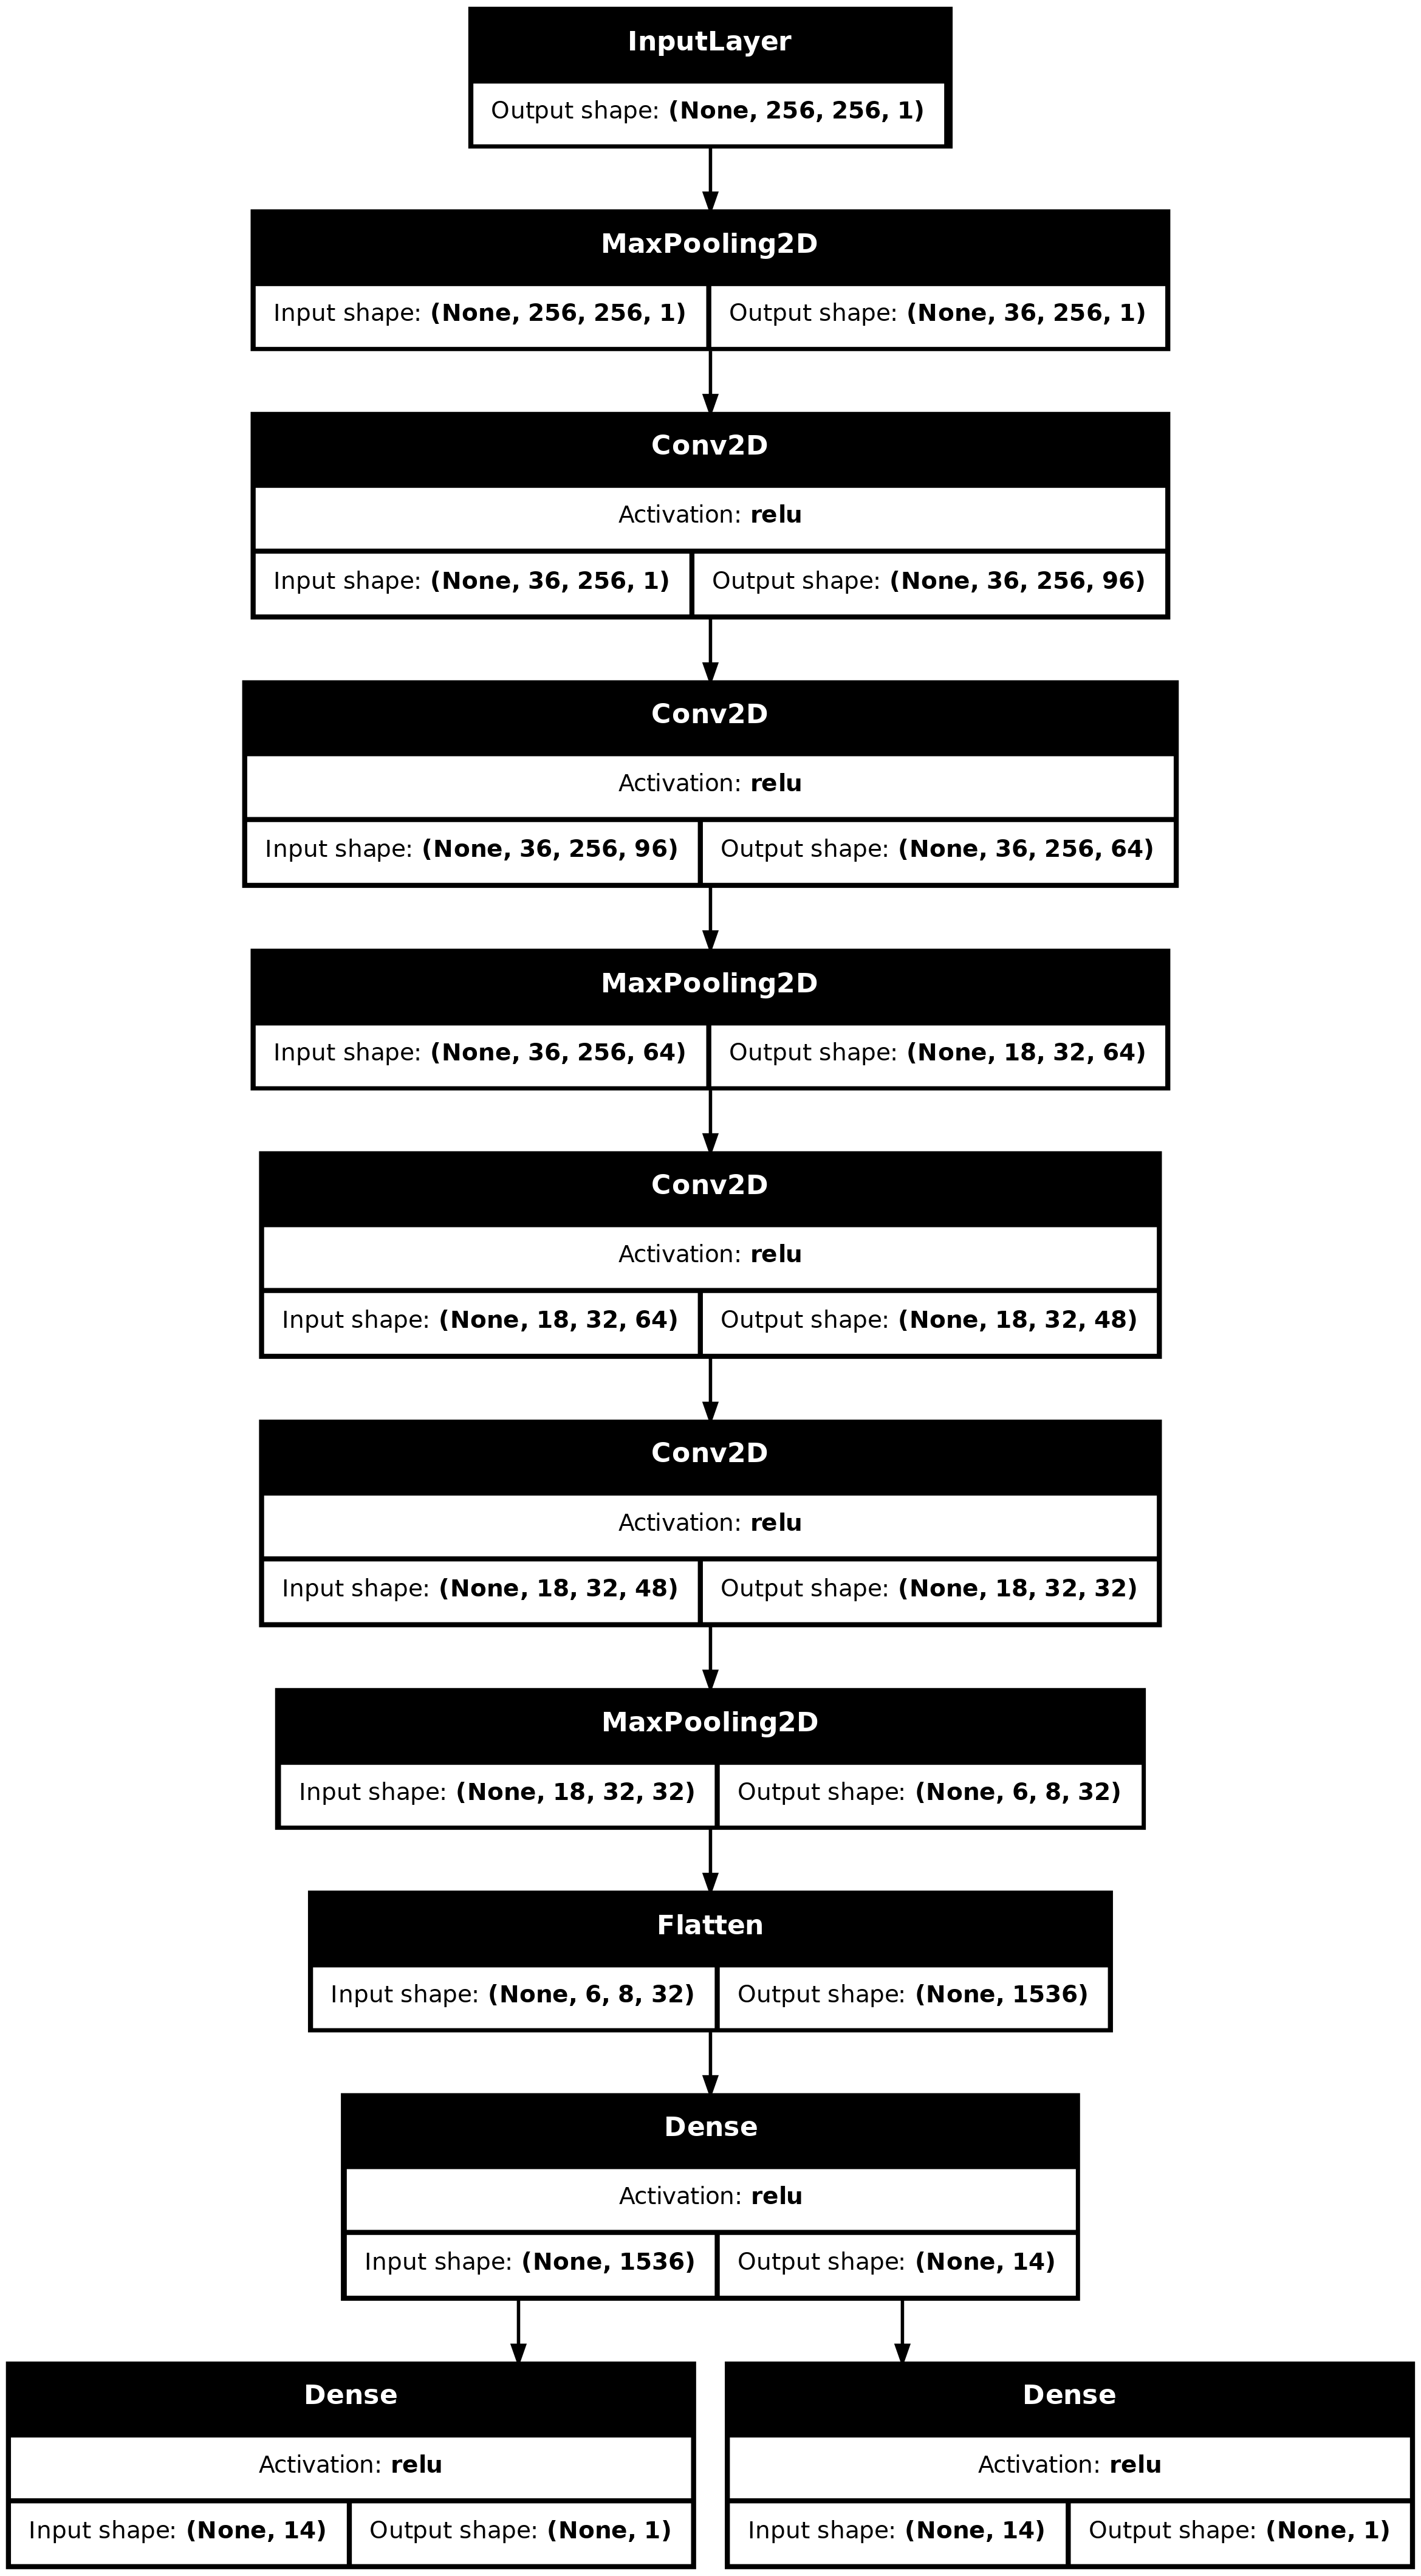 InputLayer
Output shape: (None, 256, 256, 1)
MaxPooling2D
Input shape: (None, 256, 256, 1) Output shape: (None, 36, 256, 1)
Conv2D
Activation: relu
Input shape: (None, 36, 256, 1) Output shape: (None, 36, 256, 96)
Conv2D
Activation: relu
Input shape: (None, 36, 256, 96) Output shape: (None, 36, 256, 64)
MaxPooling2D
Input shape: (None, 36, 256, 64) Output shape: (None, 18, 32, 64)
Conv2D
Activation: relu
Input shape: (None, 18, 32, 64) Output shape: (None, 18, 32, 48)
Conv2D
Activation: relu
Input shape: (None, 18, 32, 48) Output shape: (None, 18, 32, 32)
MaxPooling2D
Input shape: (None, 18, 32, 32) Output shape: (None, 6, 8, 32)
Flatten
Input shape: (None, 6, 8, 32) Output shape: (None, 1536)
Dense
Activation: relu
Input shape: (None, 1536) Output shape: (None, 14)
Dense
Activation: relu
Input shape: (None, 14) Output shape: (None, 1)
Dense
Activation: relu
Input shape: (None, 14) Output shape: (None, 1)